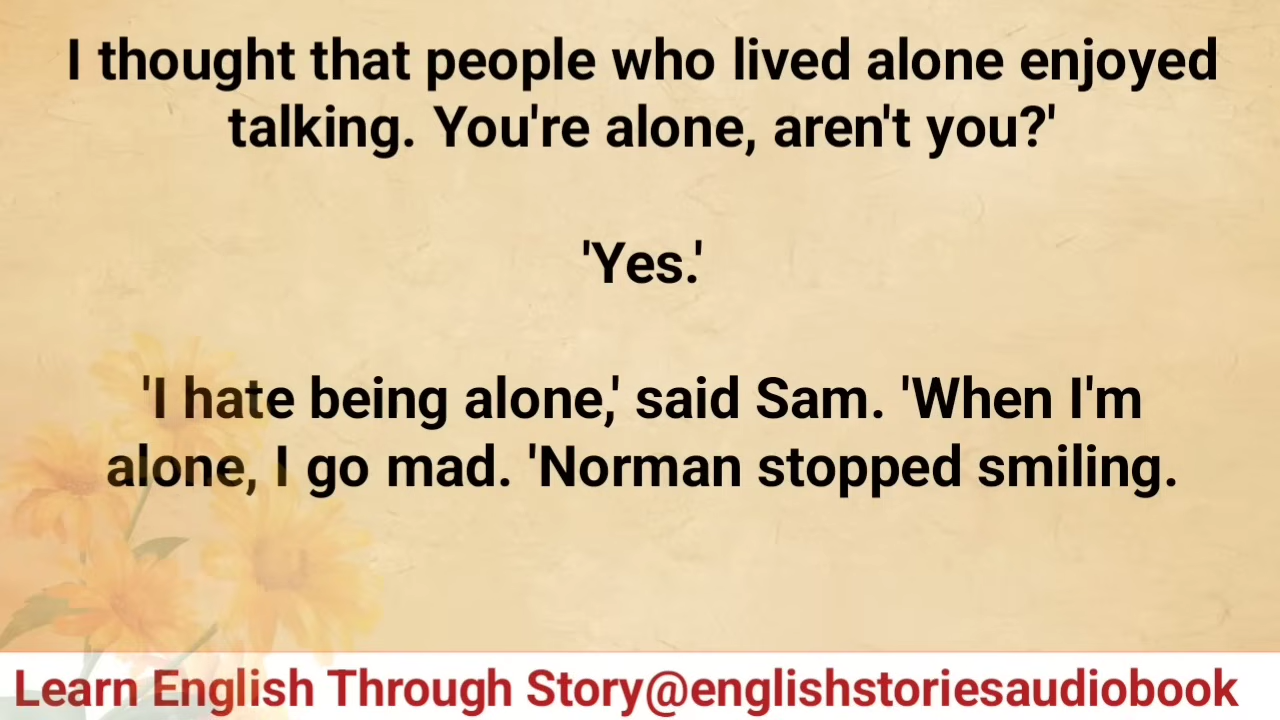 I thought that people who lived alone enjoyed
talking. You're alone, aren't you?'
'Yes.'
'I hate being alone,' said Sam. 'When I'm
alone, I go mad. 'Norman stopped smiling.
Learn English Through Story@englishstoriesaudiobook